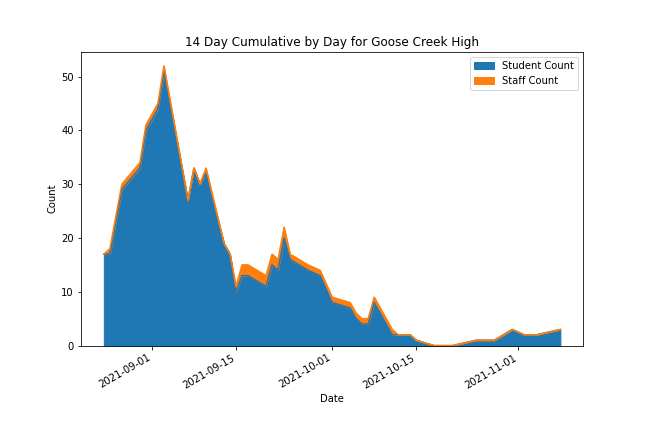 14 Day Cumulative by Day for Goose Creek High
Student Count
Staff Count
50
40
30
20
10
0
Count
2021-09-01
2021-09-15
2021-10-01
2021-10-15
2021-11-01
Date